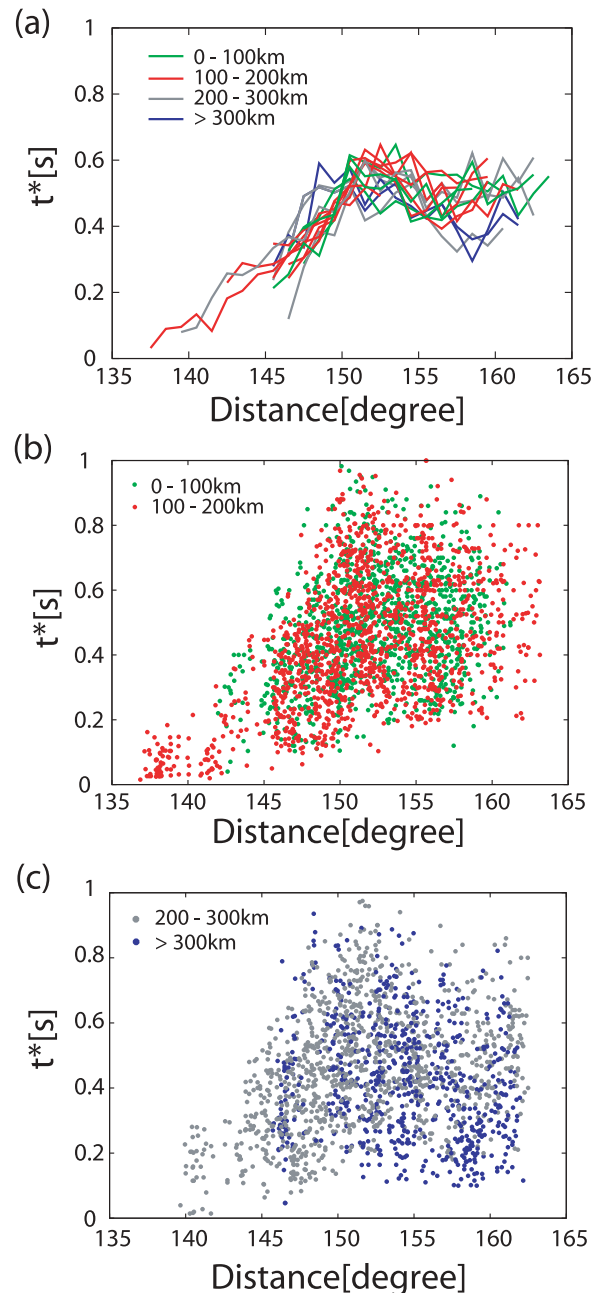 (a)
1
0.8
0.6
0.4
0.2
0
t*[s]
0 - 100km
100 - 200km
200 - 300km
> 300km
135 140 145 150 155 160 165
Distance[degree]
(b)
1
0.8
0.6
0.4
0.2
0
t*[s]
0 - 100km
100 - 200km
135 140 145 150 155 160 165
Distance[degree]
(c)
1
0.8
0.6
0.4
0.2
0
t*[s]
200 - 300km
> 300km
135 140 145 150 155 160 165
Distance[degree]